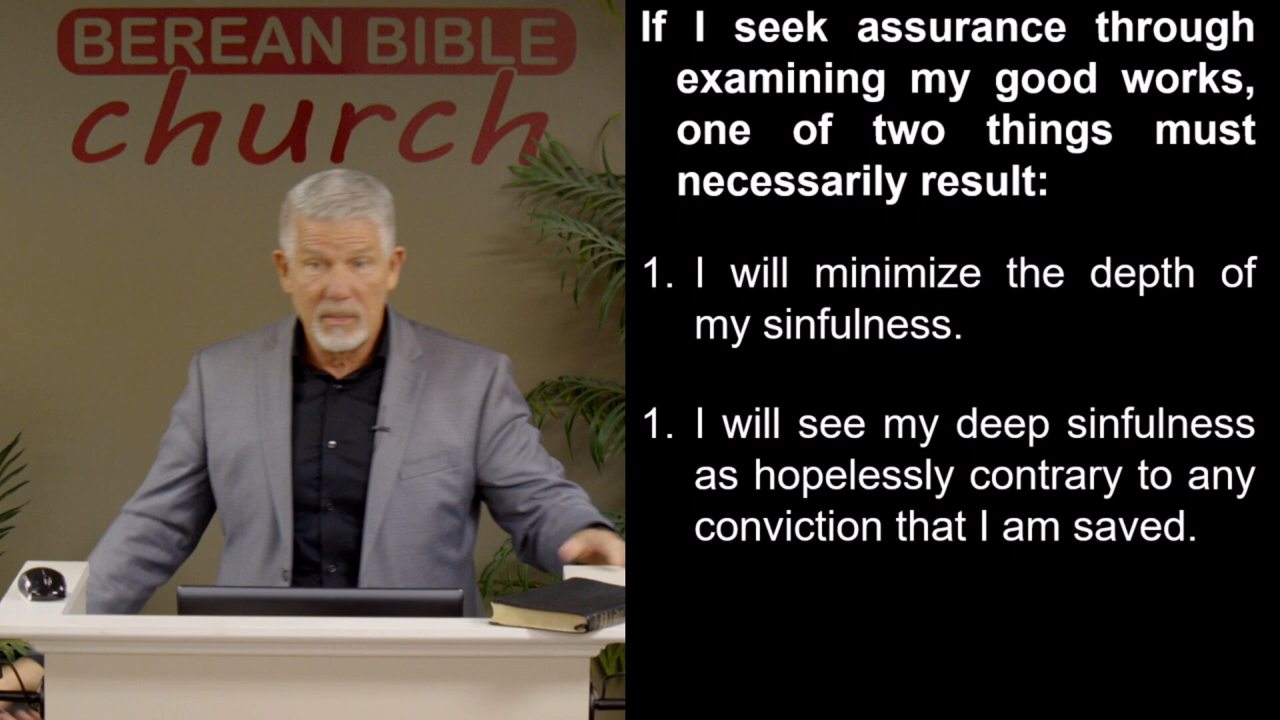 BEREAN BIBLE
church
If I seek assurance through
examining my good works,
one of two things must
necessarily result:
1. I will minimize the depth of
my sinfulness.
1. I will see my deep sinfulness
as hopelessly contrary to any
conviction that I am saved.